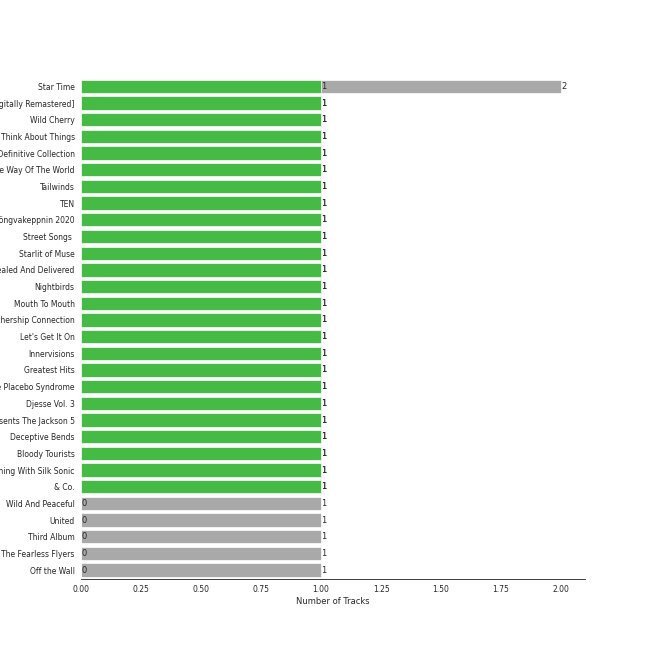 Star Time 1 2
gitally Remastered] 1
Wild Cherry 1
Think About Things 1
Definitive Collection 1
e Way Of The World 1
Tailwinds 1
TEN 1
öngvakeppnin 2020 1
Street Songs 1
Starlit of Muse 1
ealed And Delivered 1
Nightbirds 1
Mouth To Mouth 1
hership Connection 1
Let's Get It On 1
Innervisions 1
Greatest Hits 1
e Placebo Syndrome 1
Djesse Vol. 3 1
sents The Jackson 5 1
Deceptive Bends 1
Bloody Tourists 1
ning With Silk Sonic 1
& Co. 1
Wild And Peaceful 0 1
United 0 1
Third Album 0 1
The Fearless Flyers 0 1
Off the Wall 0 1
0.00 0.25 0.50 0.75 1.00 1.25 1.50 1.75 2.00
Number of Tracks